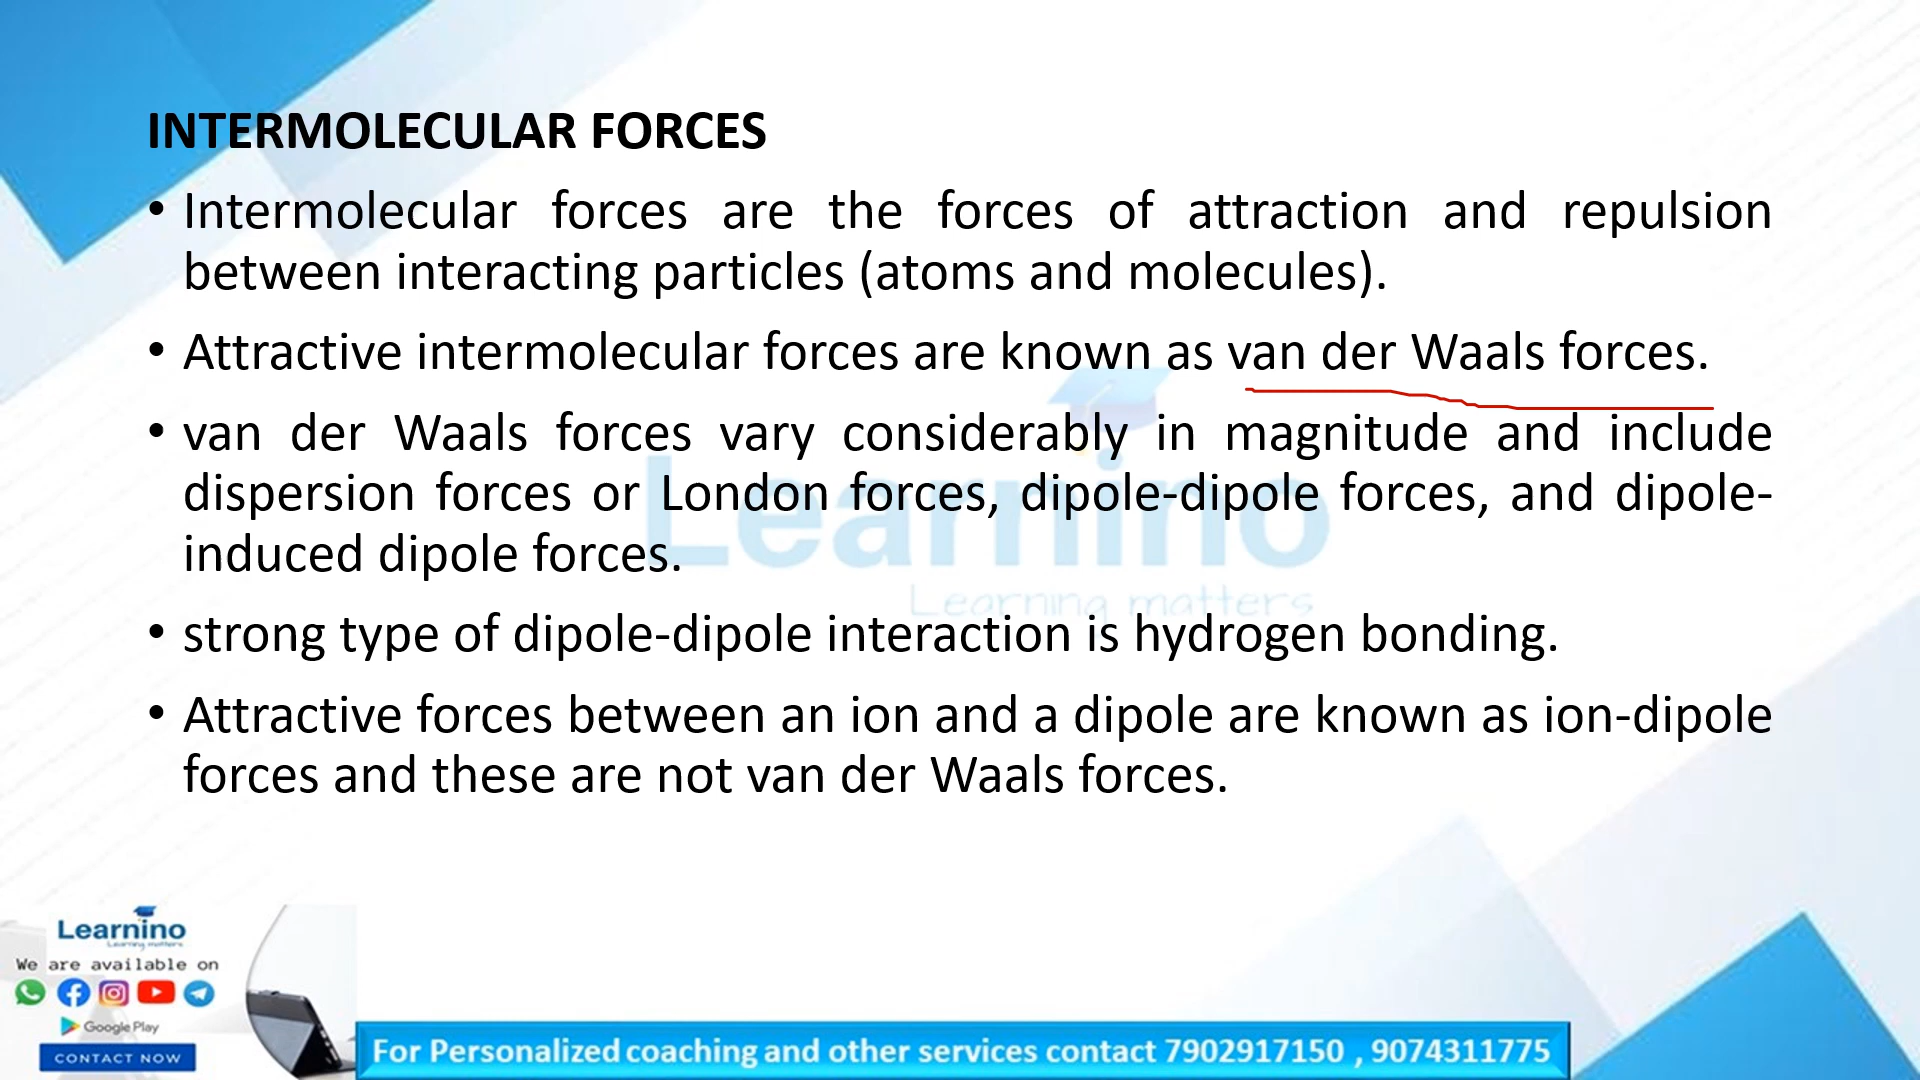 INTERMOLECULAR FORCES
• Intermolecular forces are the forces of attraction and repulsion
between interacting particles (atoms and molecules).
• Attractive intermolecular forces are known as van der Waals forces.
• van der Waals forces vary considerably in magnitude and include
dispersion forces or London forces, dipole-dipole forces, and dipole-
induced dipole forces.
• strong type of dipole-dipole interaction is hydrogen bonding.
• Attractive forces between an ion and a dipole are known as ion-dipole
forces and these are not van der Waals forces.
Learnino
Learning matters
Learnino
Learning matters
We are available on
Google Play
CONTACT NOW
For Personalized coaching and other services contact 7902917150 , 9074311775